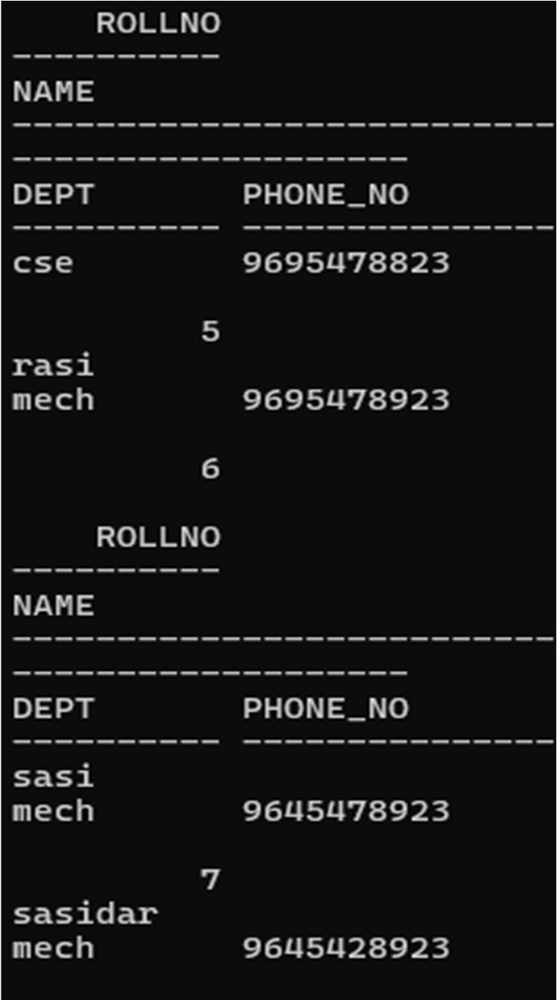 ROLLNO
----------
NAME
--------------------------
-------------------
DEPT PHONE_NO
---------- ---------------
cse 9695478823
5
rasi
mech 9695478923
6
ROLLNO
----------
NAME
--------------------------
-------------------
DEPT PHONE_NO
---------- ---------------
sasi
mech 9645478923
7
sasidar
mech 9645428923